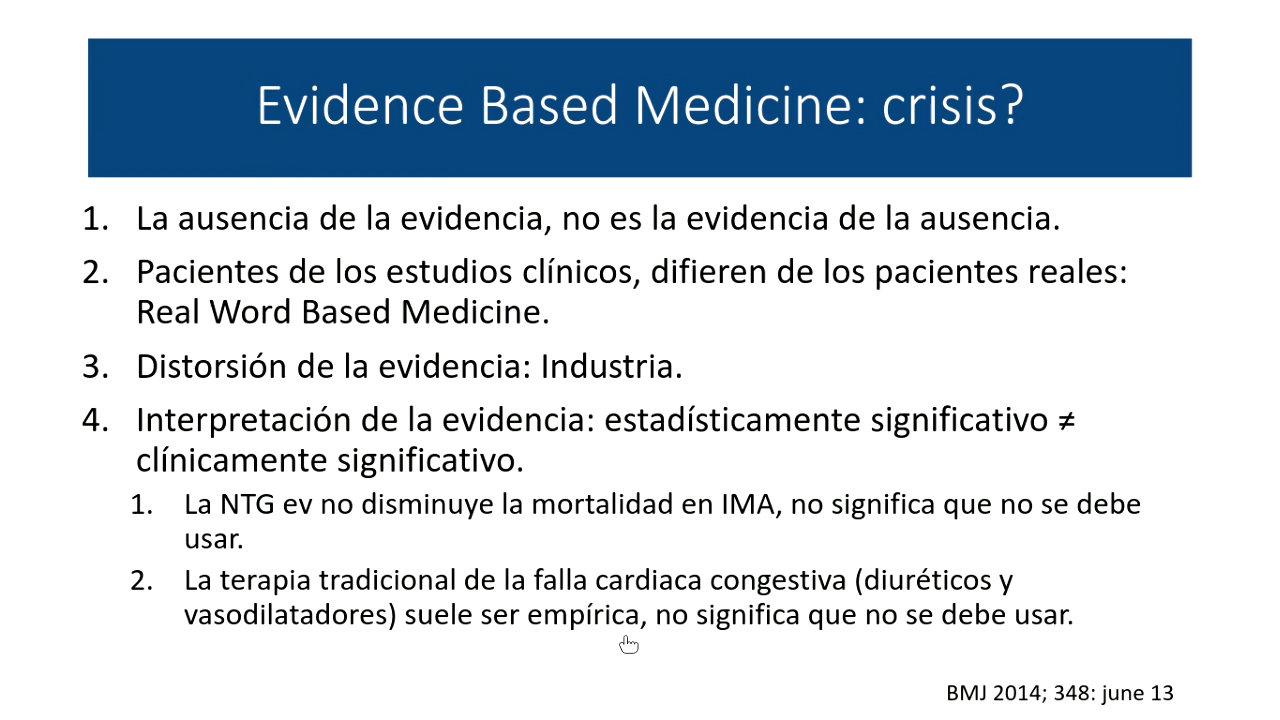 Evidence Based Medicine: crisis?
1. La ausencia de la evidencia, no es la evidencia de la ausencia.
2. Pacientes de los estudios clínicos, difieren de los pacientes reales:
Real Word Based Medicine.
3. Distorsión de la evidencia: Industria.
4. Interpretación de la evidencia: estadísticamente significativo ≠
clínicamente significativo.
1. La NTG ev no disminuye la mortalidad en IMA, no significa que no se debe
usar.
2. La terapia tradicional de la falla cardiaca congestiva (diuréticos y
vasodilatadores) suele ser empírica, no significa que no se debe usar.
BMJ 2014; 348: june 13